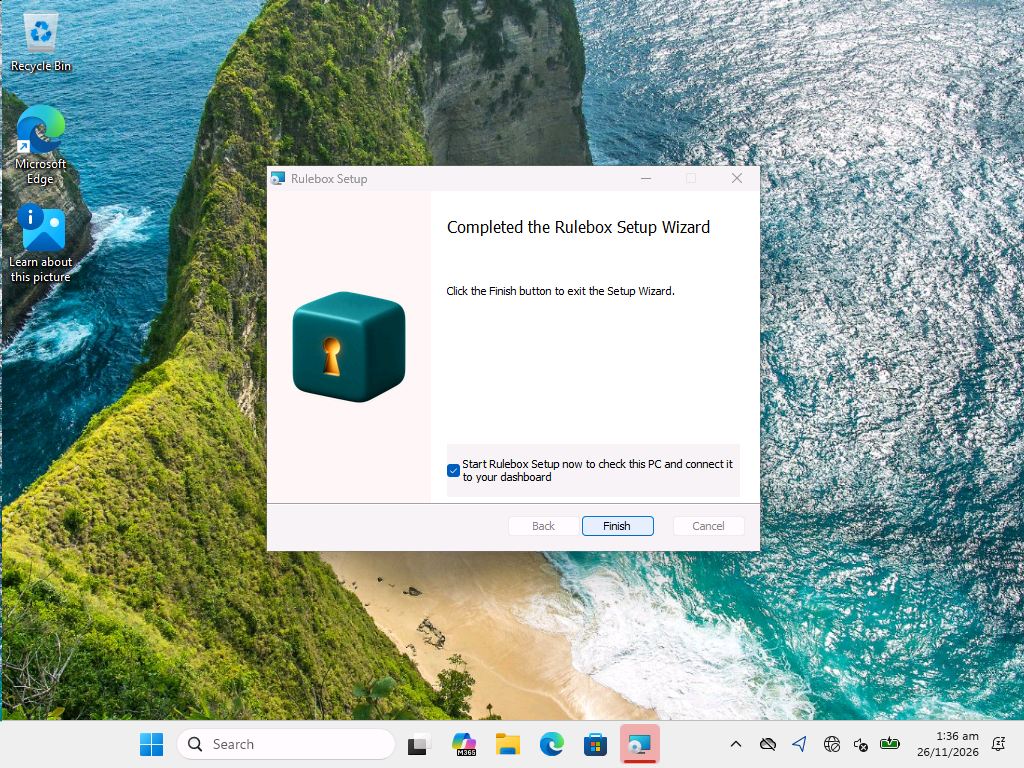 Recycle Bin
Microsoft
Edge
Learn about
this picture
Rulebox Setup
Completed the Rulebox Setup Wizard
Click the Finish button to exit the Setup Wizard.
Start Rulebox Setup now to check this PC and connect it
to your dashboard
Back
Finish
Cancel
Search
M365
1:36 am
26/11/2026